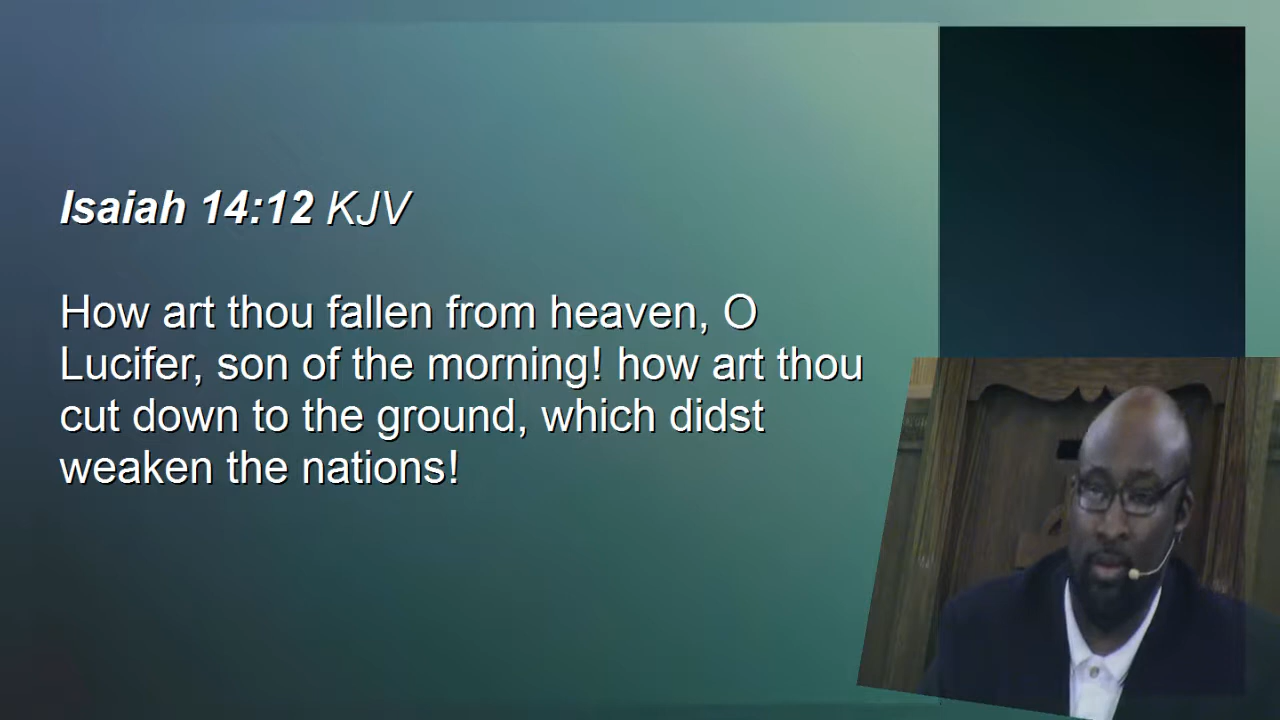 Isaiah 14:12 KJV
How art thou fallen from heaven, O
Lucifer, son of the morning! how art thou
cut down to the ground, which didst
weaken the nations!